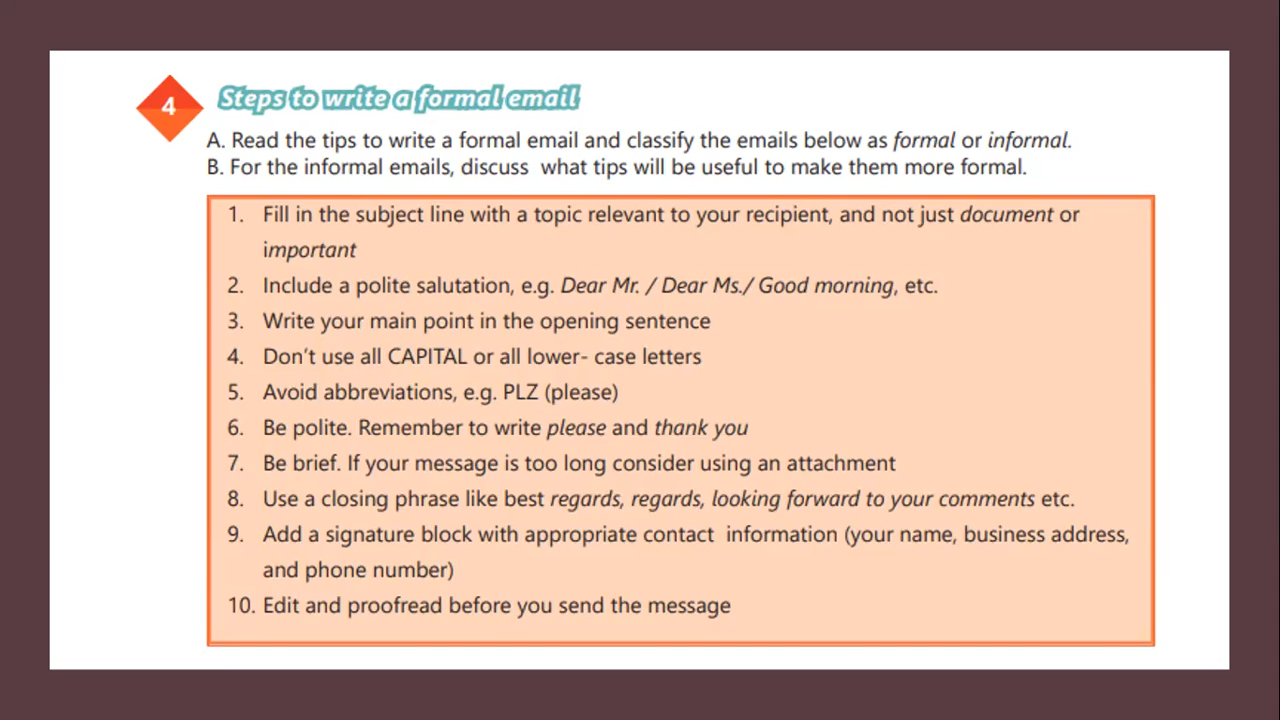 4
Steps to write a formal email
A. Read the tips to write a formal email and classify the emails below as formal or informal.
B. For the informal emails, discuss what tips will be useful to make them more formal.
1. Fill in the subject line with a topic relevant to your recipient, and not just document or
important
2. Include a polite salutation, e.g. Dear Mr. / Dear Ms./ Good morning, etc.
3. Write your main point in the opening sentence
4. Don't use all CAPITAL or all lower- case letters
5. Avoid abbreviations, e.g. PLZ (please)
6. Be polite. Remember to write please and thank you
7. Be brief. If your message is too long consider using an attachment
8. Use a closing phrase like best regards, regards, looking forward to your comments etc.
9. Add a signature block with appropriate contact information (your name, business address,
and phone number)
10. Edit and proofread before you send the message